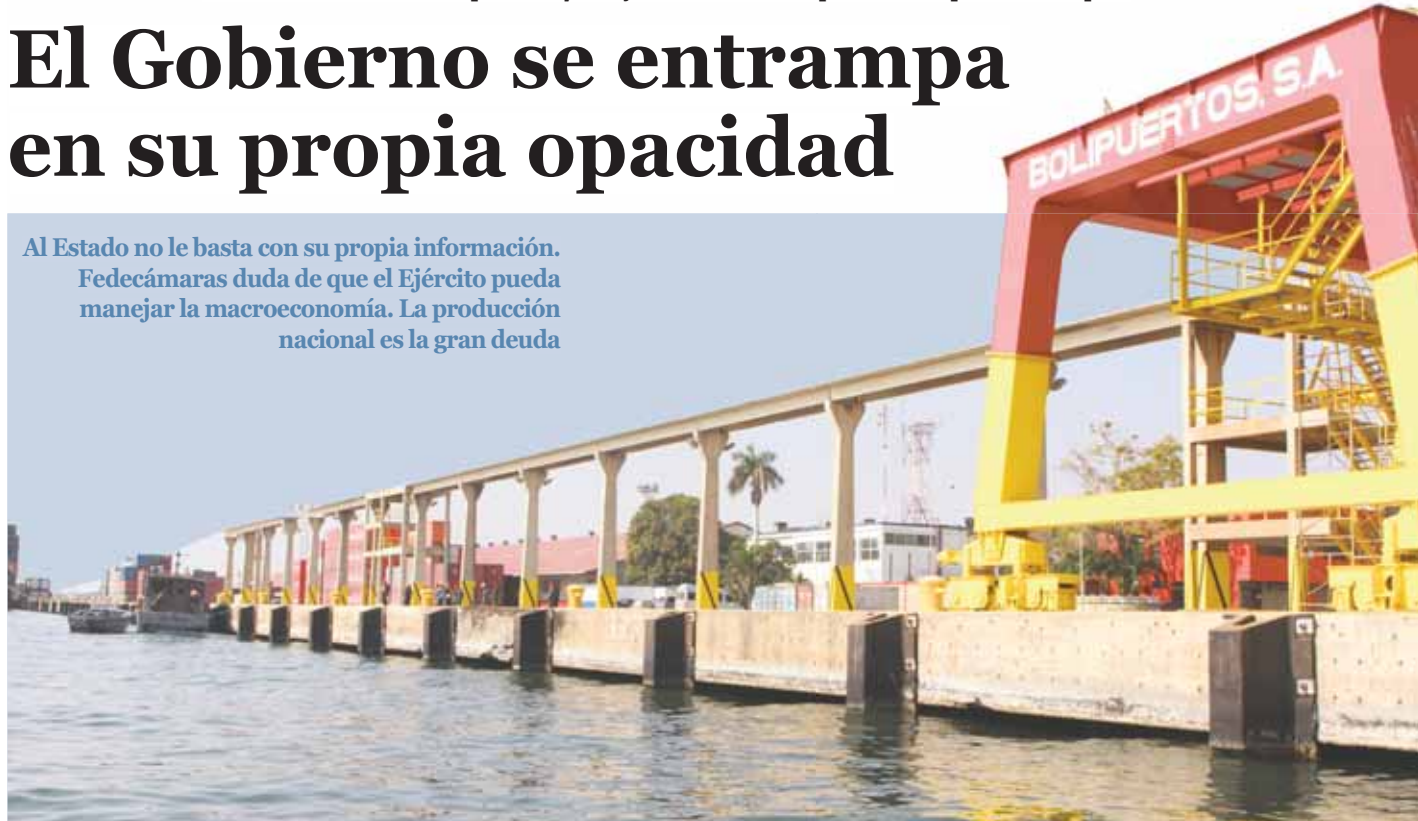 El Gobierno se entrampa
en su propia opacidad
BOLIPUERTOS, S.A.
Al Estado no le basta con su propia información.
Fedecámaras duda de que el Ejército pueda
manejar la macroeconomía. La producción
nacional es la gran deuda